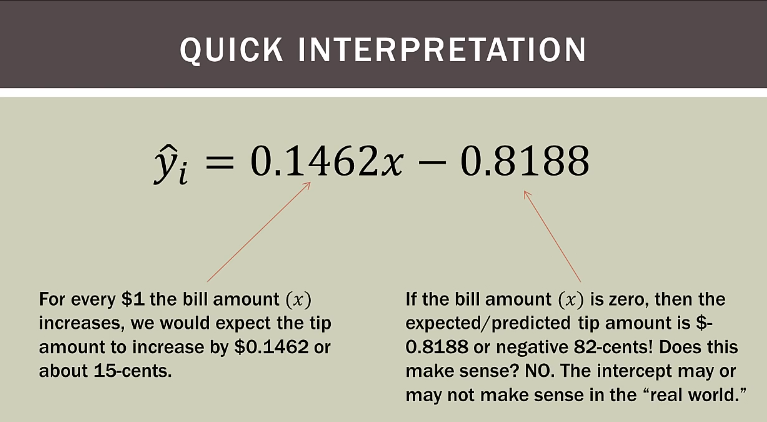 QUICK INTERPRETATION
ŷᵢ = 0.1462x − 0.8188
For every $1 the bill amount (x)
increases, we would expect the tip
amount to increase by $0.1462 or
about 15-cents.
If the bill amount (x) is zero, then the
expected/predicted tip amount is $-
0.8188 or negative 82-cents! Does this
make sense? NO. The intercept may or
may not make sense in the “real world.”